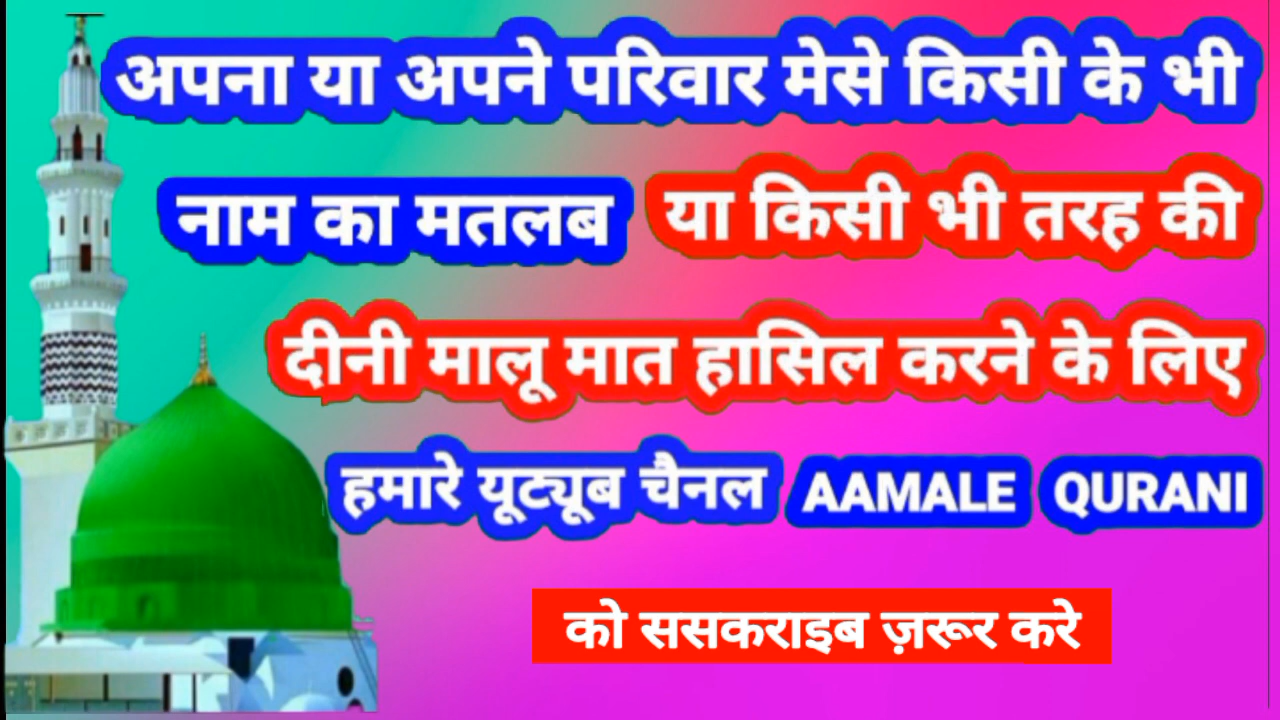 अपना या अपने परिवार मेसे किसी के भी
नाम का मतलब या किसी भी तरह की
दीनी मालू मात हासिल करने के लिए
हमारे यूट्यूब चैनल AAMALE QURANI
को ससकराइब ज़रूर करे